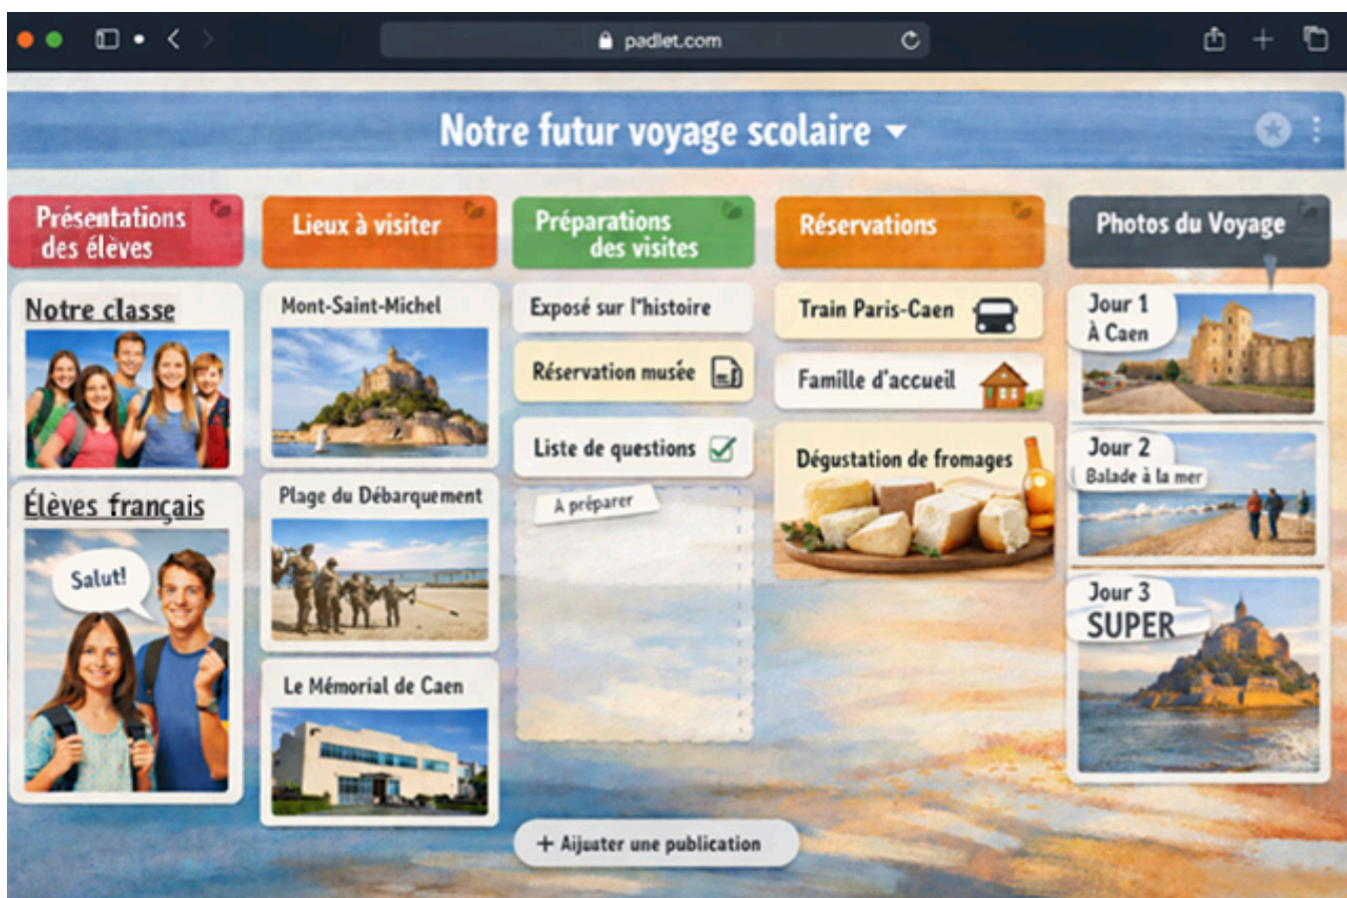 padlet.com
Notre futur voyage scolaire
Présentations
des élèves
Notre classe
Élèves français
Salut!
Lieux à visiter
Mont-Saint-Michel
Plage du Débarquement
Le Mémorial de Caen
Préparations
des visites
Exposé sur l'histoire
Réservation musée
Liste de questions
A préparer
+ Aijuater une publication
Réservations
Train Paris-Caen
Famille d'accueil
Dégustation de fromages
Photos du Voyage
Jour 1
À Caen
Jour 2
Balade à la mer
Jour 3
SUPER